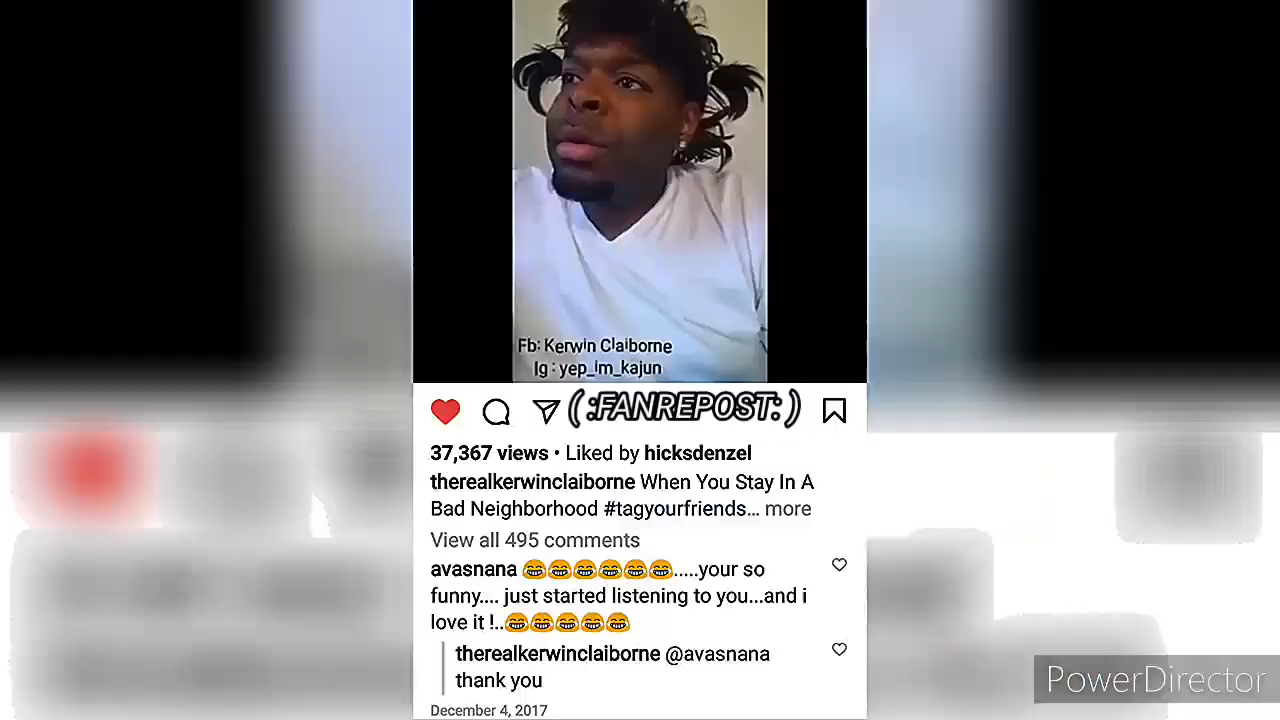 Fb: Kerwin Claiborne
Ig : yep_Im_kajun
( :FANREPOST: )
37,367 views • Liked by hicksdenzel
therealkerwinclaiborne When You Stay In A
Bad Neighborhood #tagyourfriends... more
View all 495 comments
avasnana 😂😂😂😂😂😂.....your so
funny.... just started listening to you...and i
love it !..😂😂😂😂😂
therealkerwinclaiborne @avasnana
thank you
December 4, 2017
PowerDirector